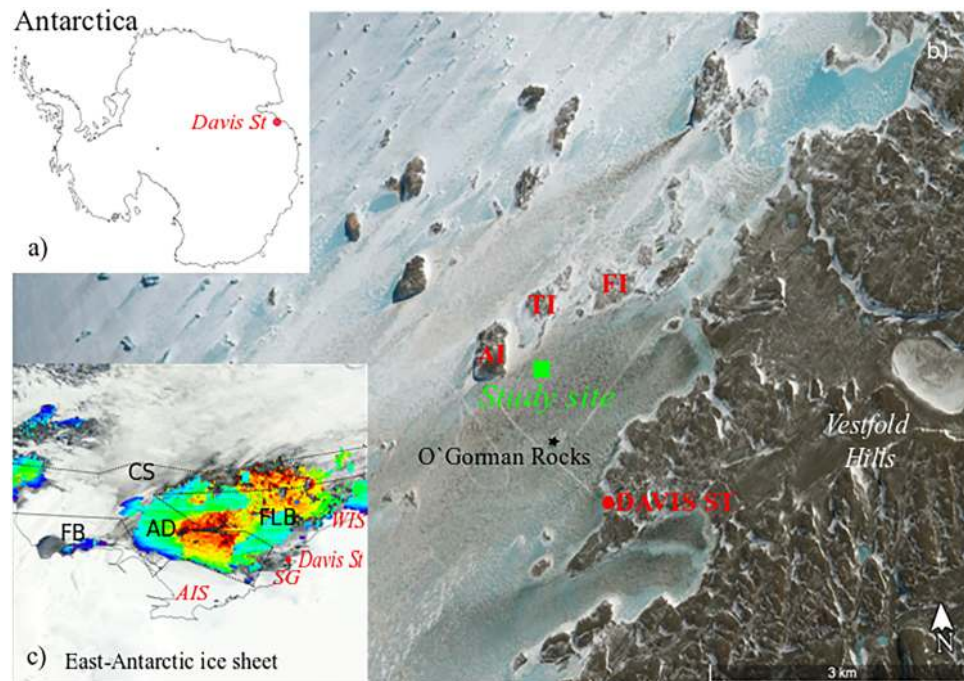 Antarctica
Davis St
a)
b)
FI
TI
AI
Study site
O`Gorman Rocks
Vestfold
Hills
DAVIS ST
CS
FB
AD
FLB
WIS
Davis St
SG
AIS
c) East-Antarctic ice sheet
N
3 km